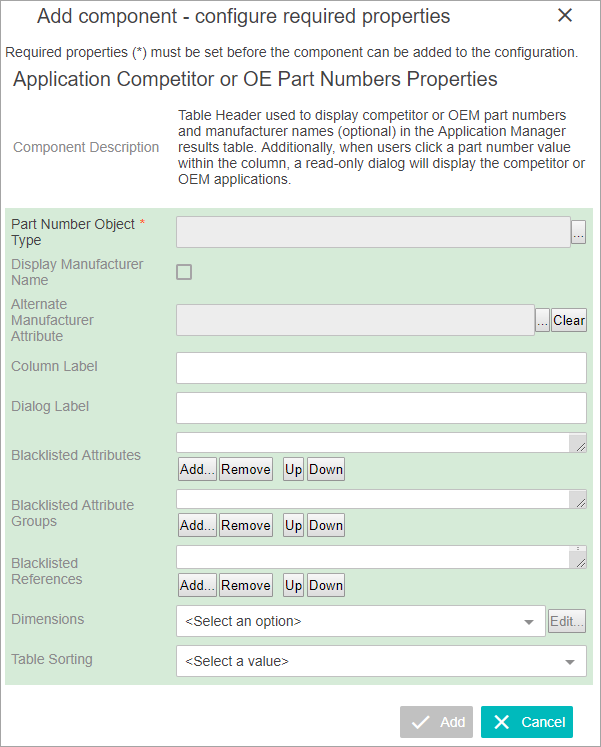 Add component - configure required properties
Required properties (*) must be set before the component can be added to the configuration.
Application Competitor or OE Part Numbers Properties
Component Description
Table Header used to display competitor or OEM part numbers
and manufacturer names (optional) in the Application Manager
results table. Additionally, when users click a part number value
within the column, a read-only dialog will display the competitor or
OEM applications.
Part Number Object *
Type
...
Display Manufacturer
Name
Alternate
Manufacturer
Attribute
... Clear
Column Label
Dialog Label
Blacklisted Attributes
Add... Remove Up Down
Blacklisted Attribute
Groups
Add... Remove Up Down
Blacklisted
References
Add... Remove Up Down
Dimensions
<Select an option>
Edit...
Table Sorting
<Select a value>
Add
Cancel